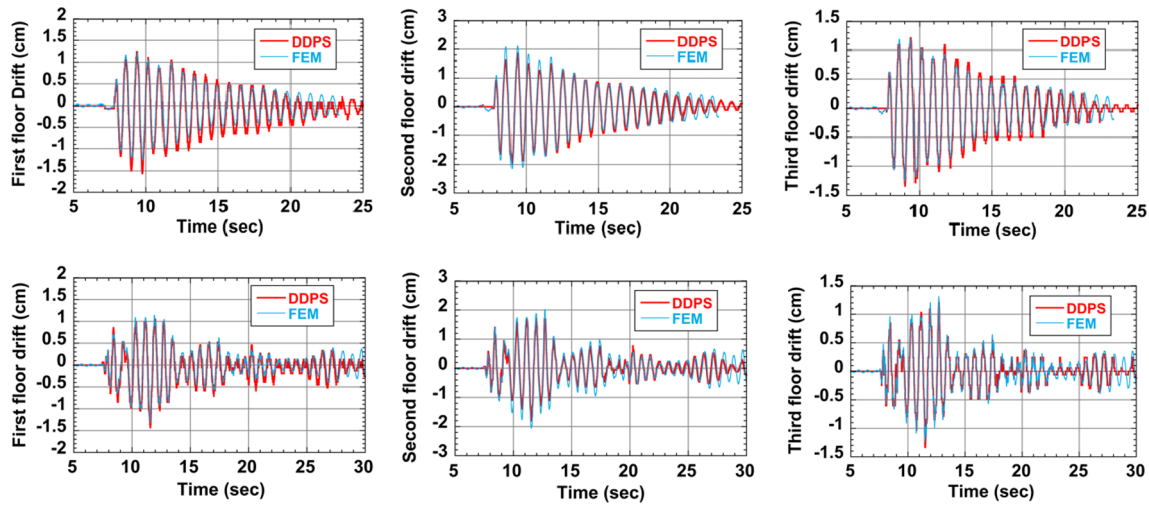 First floor Drift (cm)
2
1.5
1
0.5
0
-0.5
-1
-1.5
-2
DDPS
FEM
5 10 15 20 25
Time (sec)
Second floor drift (cm)
3
2
1
0
-1
-2
-3
DDPS
FEM
5 10 15 20 25
Time (sec)
Third floor drift (cm)
1.5
1
0.5
0
-0.5
-1
-1.5
DDPS
FEM
5 10 15 20 25
Time (sec)
First floor drift (cm)
2
1.5
1
0.5
0
-0.5
-1
-1.5
-2
DDPS
FEM
5 10 15 20 25 30
Time (sec)
Second floor drift (cm)
3
2
1
0
-1
-2
-3
DDPS
FEM
5 10 15 20 25 30
Time (sec)
Third floor drift (cm)
1.5
1
0.5
0
-0.5
-1
-1.5
DDPS
FEM
5 10 15 20 25 30
Time (sec)